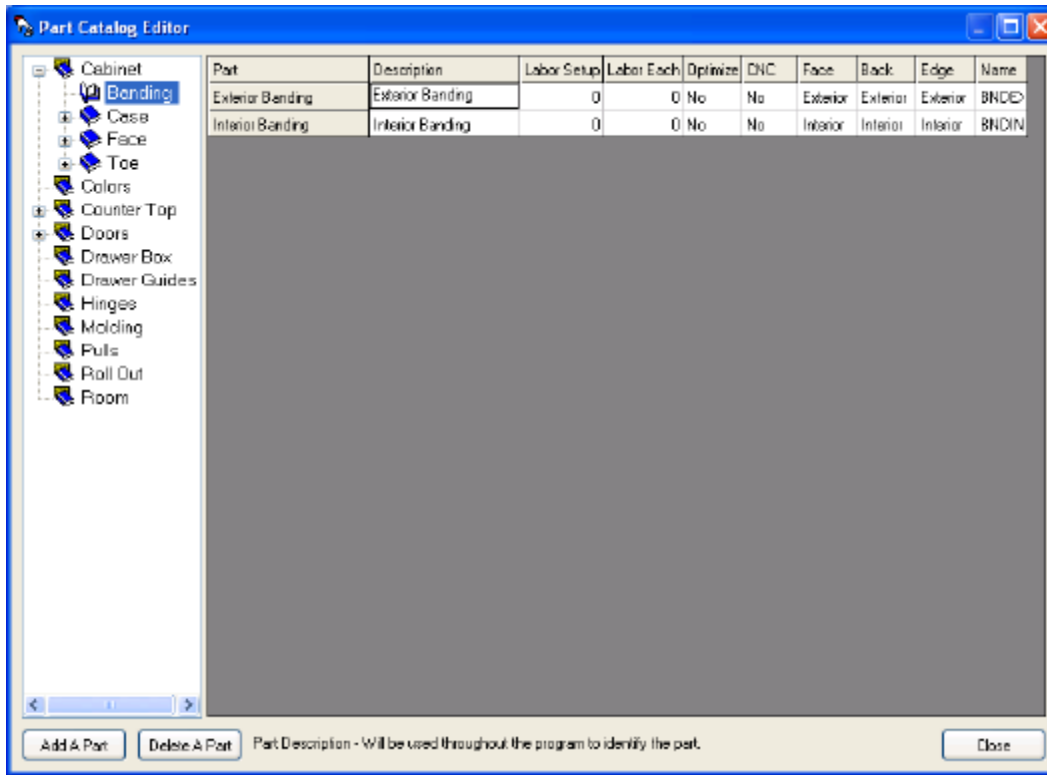 Part Catalog Editor
Cabinet
Banding
Case
Face
Toe
Colors
Counter Top
Doors
Drawer Box
Drawer Guides
Hinges
Molding
Pulls
Roll Out
Room
Part Description Labor Setup Labor Each Optimize CNC Face Back Edge Name
Exterior Banding Exterior Banding 0 0 No No Exterior Exterior Exterior BNDEX
Interior Banding Interior Banding 0 0 No No Interior Interior Interior BNDIN
Add A Part Delete A Part Part Description - Will be used throughout the program to identify the part. Close